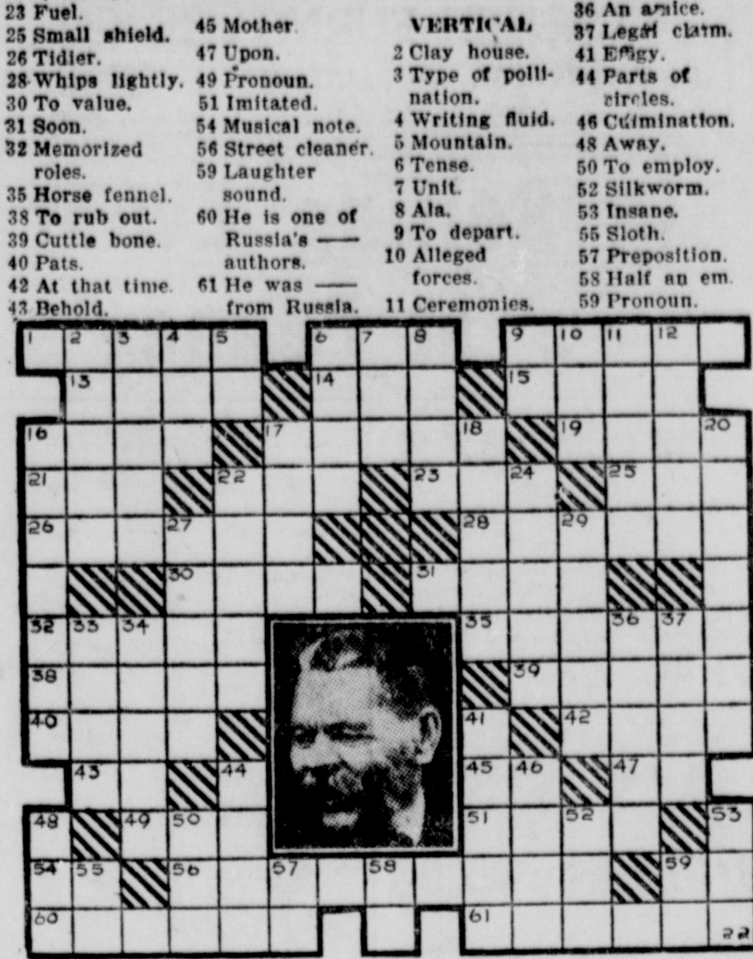 23 Fuel.
25 Small shield.
26 Tidier.
28 Whips lightly.
30 To value.
31 Soon.
32 Memorized
roles.
35 Horse fennel.
38 To rub out.
39 Cuttle bone.
40 Pats.
42 At that time.
43 Behold.
45 Mother.
47 Upon.
49 Pronoun.
51 Imitated.
54 Musical note.
56 Street cleaner.
59 Laughter
sound.
60 He is one of
Russia's ——
authors.
61 He was ——
from Russia.
VERTICAL
2 Clay house.
3 Type of polli-
nation.
4 Writing fluid.
5 Mountain.
6 Tense.
7 Unit.
8 Ala.
9 To depart.
10 Alleged
forces.
11 Ceremonies.
36 An amice.
37 Legal claim.
41 Effigy.
44 Parts of
circles.
46 Culmination.
48 Away.
50 To employ.
52 Silkworm.
53 Insane.
55 Sloth.
57 Preposition.
58 Half an em.
59 Pronoun.
1 2 3 4 5 6 7 8 9 10 11 12
13 14 15
16 17 18 19 20
21 22 23 24 25
26 27 28 29
30 31
32 33 34 35 36 37
38 39
40 41 42
43 44 45 46 47
48 49 50 51 52 53
54 55 56 57 58 59
60 61 22